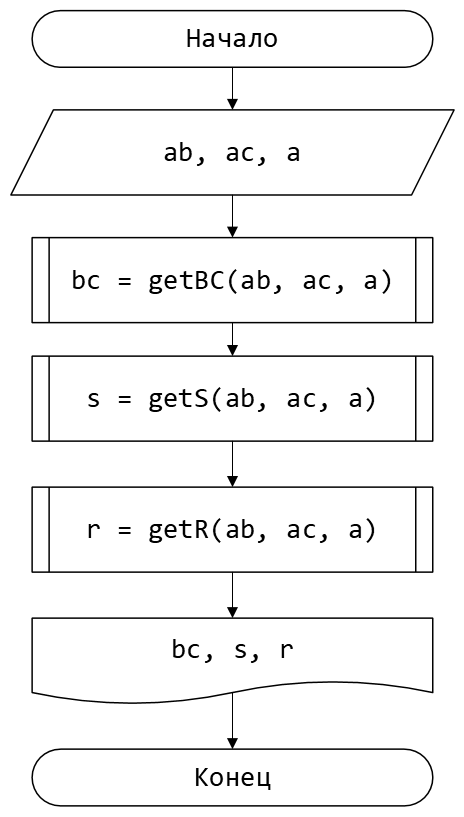 Начало
ab, ac, a
bc = getBC(ab, ac, a)
s = getS(ab, ac, a)
r = getR(ab, ac, a)
bc, s, r
Конец